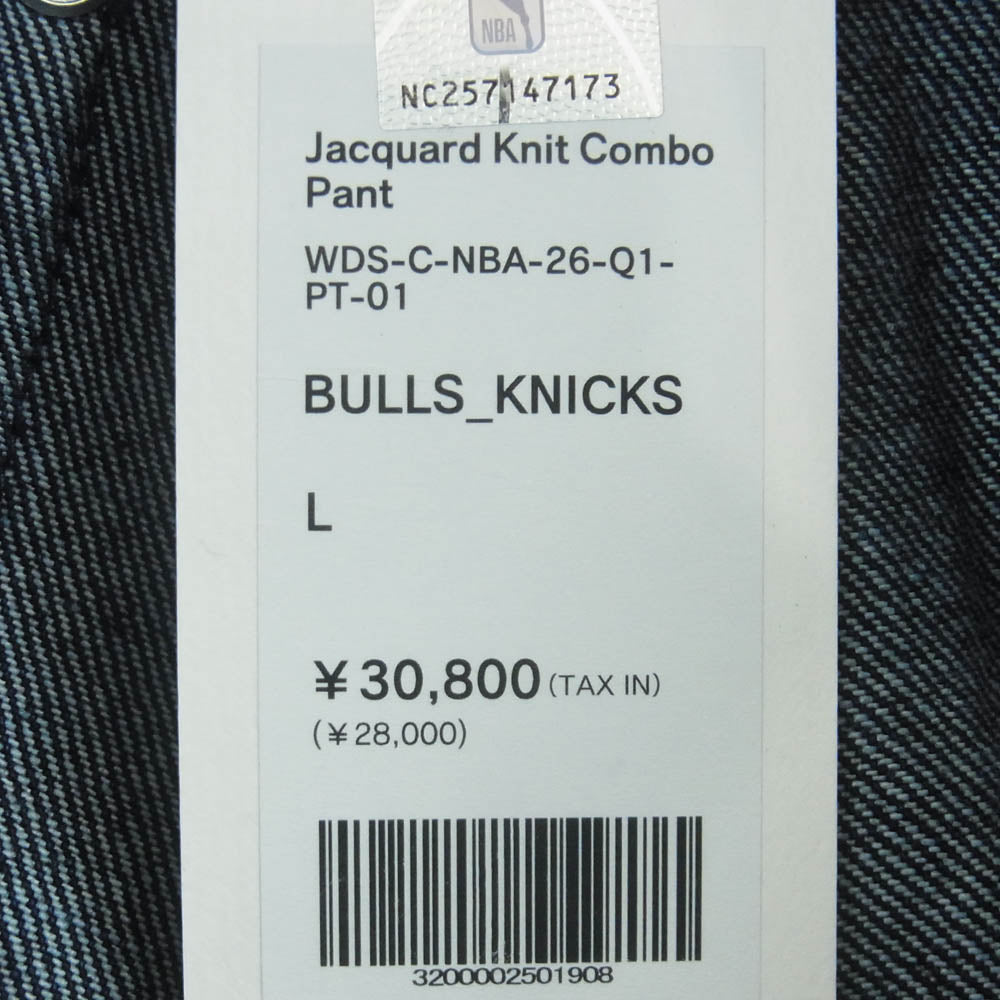 NBA
NC257147173
Jacquard Knit Combo
Pant
WDS-C-NBA-26-Q1-
PT-01
BULLS_KNICKS
L
¥30,800 (TAX IN)
(¥28,000)
3200002501908